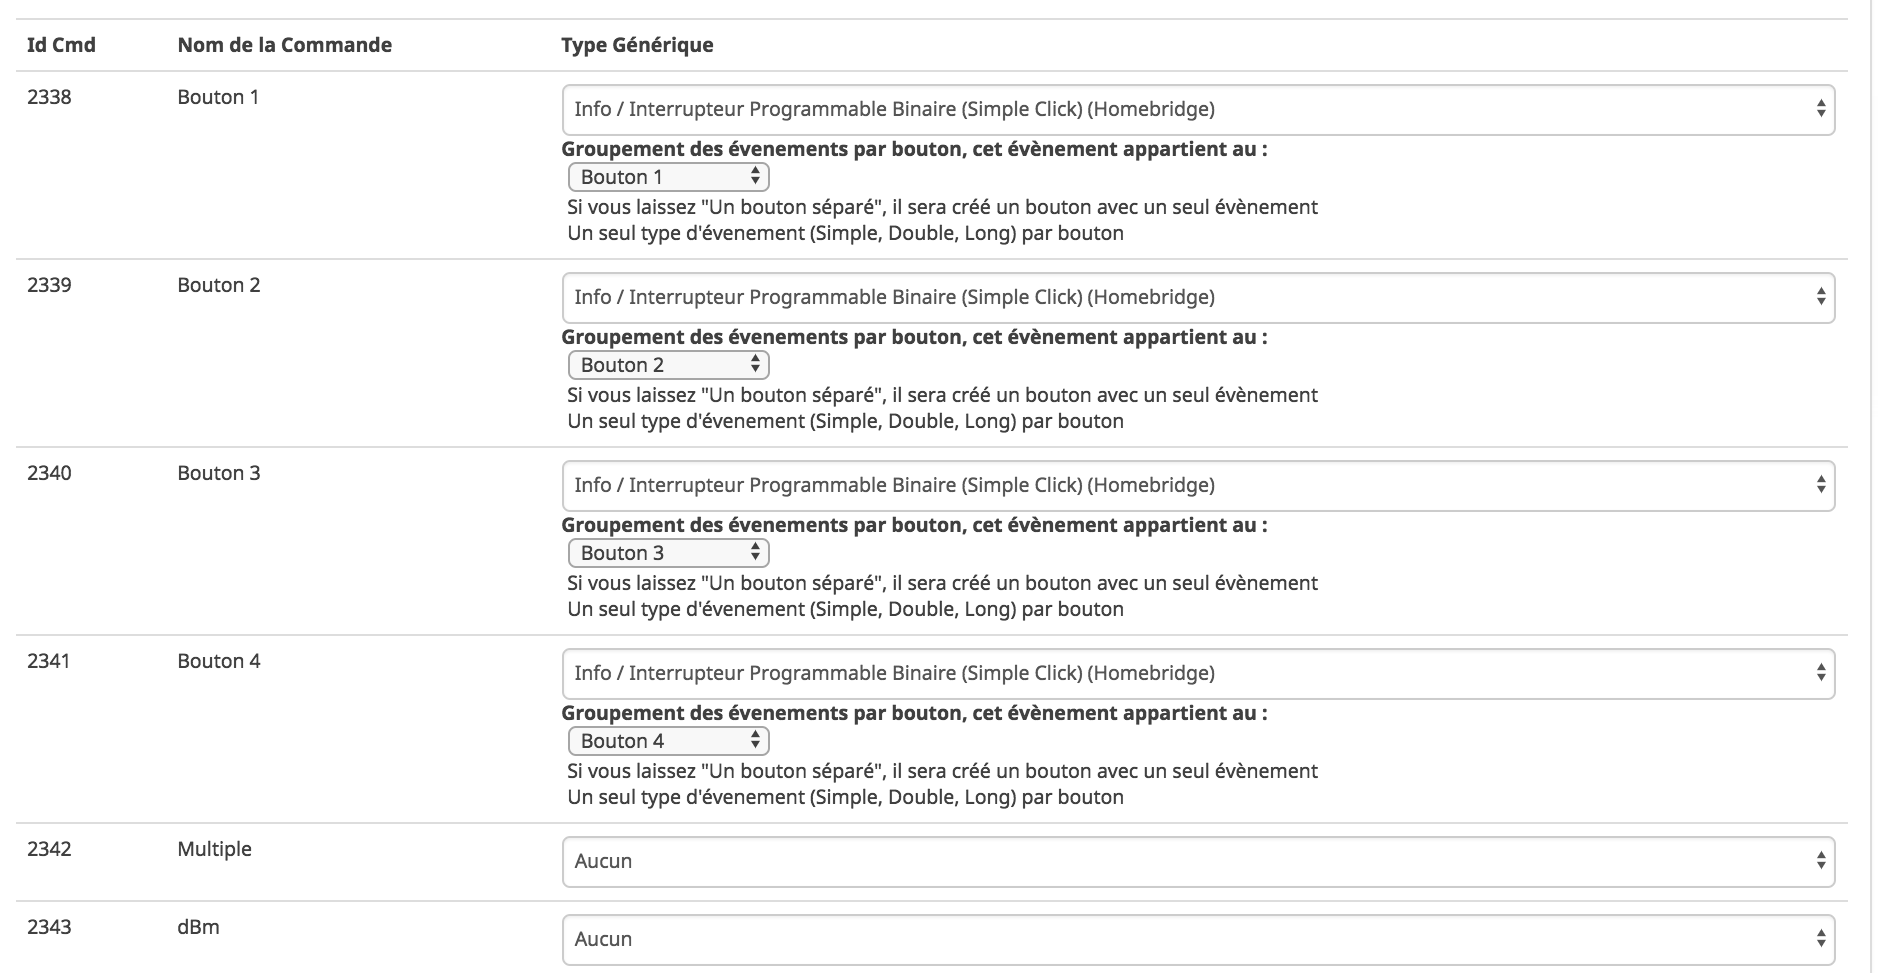 Id Cmd Nom de la Commande Type Générique
2338 Bouton 1 Info / Interrupteur Programmable Binaire (Simple Click) (Homebridge)
Groupement des évenements par bouton, cet évènement appartient au :
Bouton 1
Si vous laissez "Un bouton séparé", il sera créé un bouton avec un seul évènement
Un seul type d'évenement (Simple, Double, Long) par bouton
2339 Bouton 2 Info / Interrupteur Programmable Binaire (Simple Click) (Homebridge)
Groupement des évenements par bouton, cet évènement appartient au :
Bouton 2
Si vous laissez "Un bouton séparé", il sera créé un bouton avec un seul évènement
Un seul type d'évenement (Simple, Double, Long) par bouton
2340 Bouton 3 Info / Interrupteur Programmable Binaire (Simple Click) (Homebridge)
Groupement des évenements par bouton, cet évènement appartient au :
Bouton 3
Si vous laissez "Un bouton séparé", il sera créé un bouton avec un seul évènement
Un seul type d'évenement (Simple, Double, Long) par bouton
2341 Bouton 4 Info / Interrupteur Programmable Binaire (Simple Click) (Homebridge)
Groupement des évenements par bouton, cet évènement appartient au :
Bouton 4
Si vous laissez "Un bouton séparé", il sera créé un bouton avec un seul évènement
Un seul type d'évenement (Simple, Double, Long) par bouton
2342 Multiple Aucun
2343 dBm Aucun